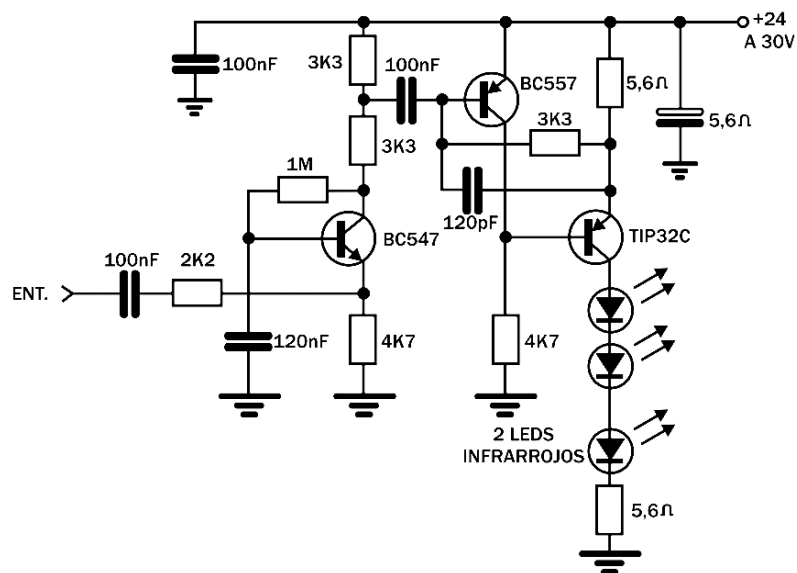 +24
A 30V
100nF
3K3
100nF
BC557
5,6Ω
5,6Ω
3K3
3K3
1M
120pF
BC547
TIP32C
100nF
2K2
ENT.
120nF
4K7
4K7
2 LEDS
INFRARROJOS
5,6Ω